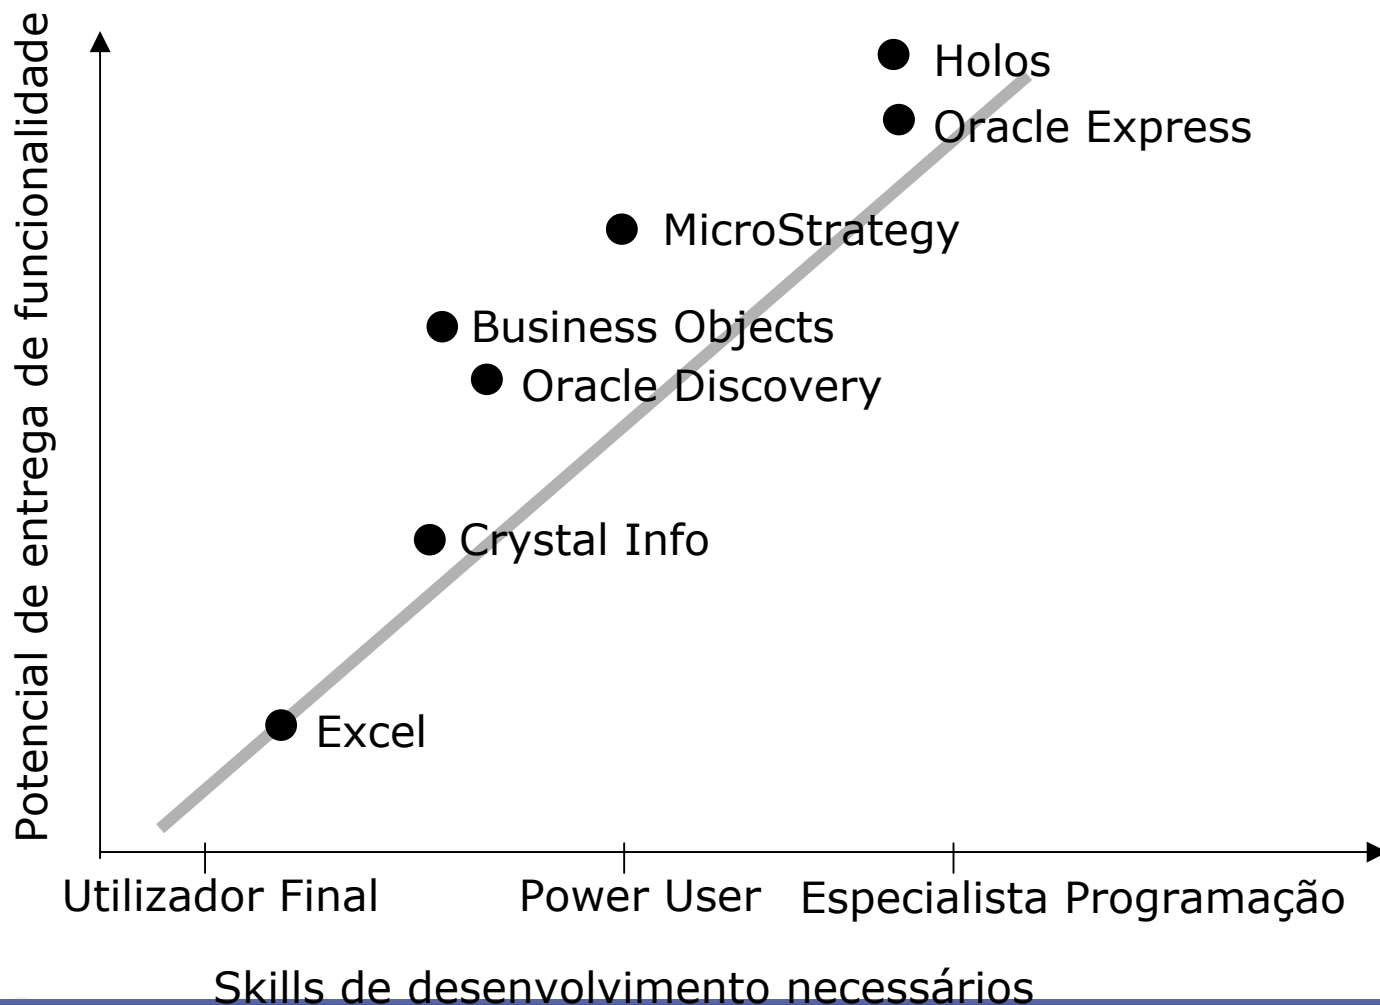 Potencial de entrega de funcionalidade
Holos
Oracle Express
MicroStrategy
Business Objects
Oracle Discovery
Crystal Info
Excel
Utilizador Final
Power User
Especialista Programação
Skills de desenvolvimento necessários